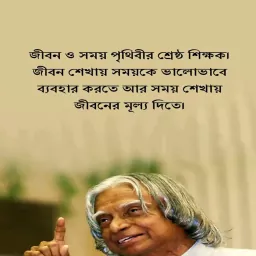 জীবন ও সময় পৃথিবীর শ্রেষ্ঠ শিক্ষক।
জীবন শেখায় সময়কে ভালোভাবে
ব্যবহার করতে আর সময় শেখায়
জীবনের মূল্য দিতে।